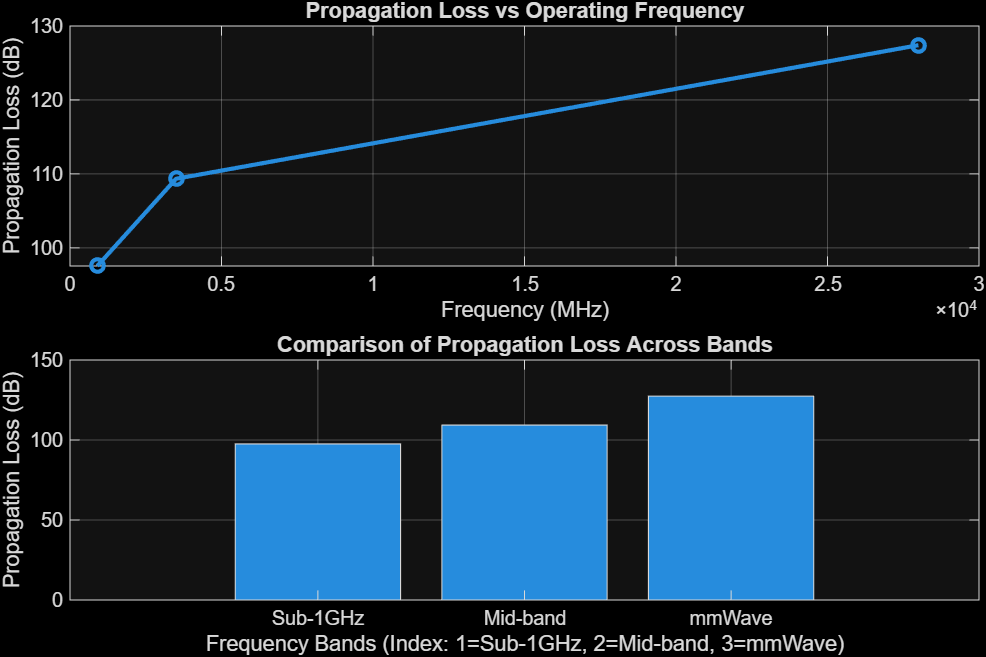 Propagation Loss vs Operating Frequency
130
120
110
100
Propagation Loss (dB)
0 0.5 1 1.5 2 2.5 3
Frequency (MHz)
×10⁴
Comparison of Propagation Loss Across Bands
150
100
50
0
Propagation Loss (dB)
Sub-1GHz Mid-band mmWave
Frequency Bands (Index: 1=Sub-1GHz, 2=Mid-band, 3=mmWave)